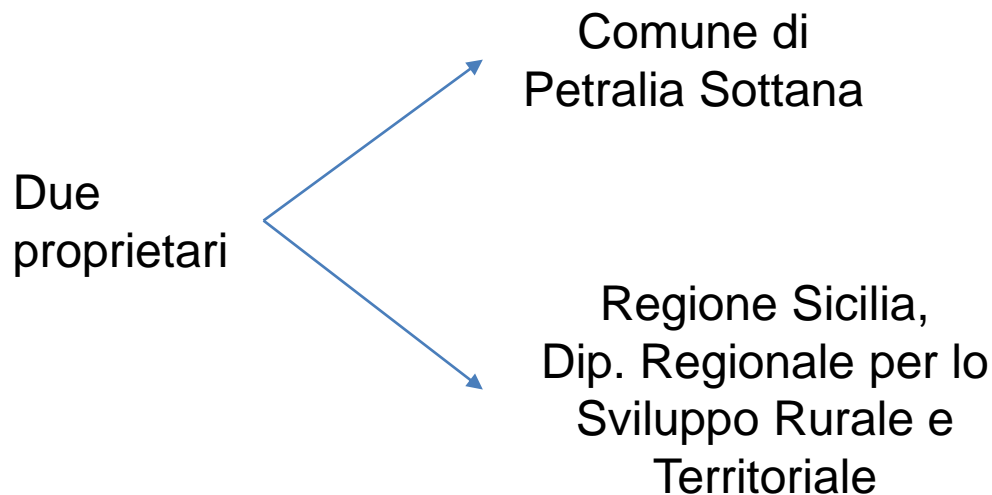 Comune di
Petralia Sottana
Due
proprietari
Regione Sicilia,
Dip. Regionale per lo
Sviluppo Rurale e
Territoriale